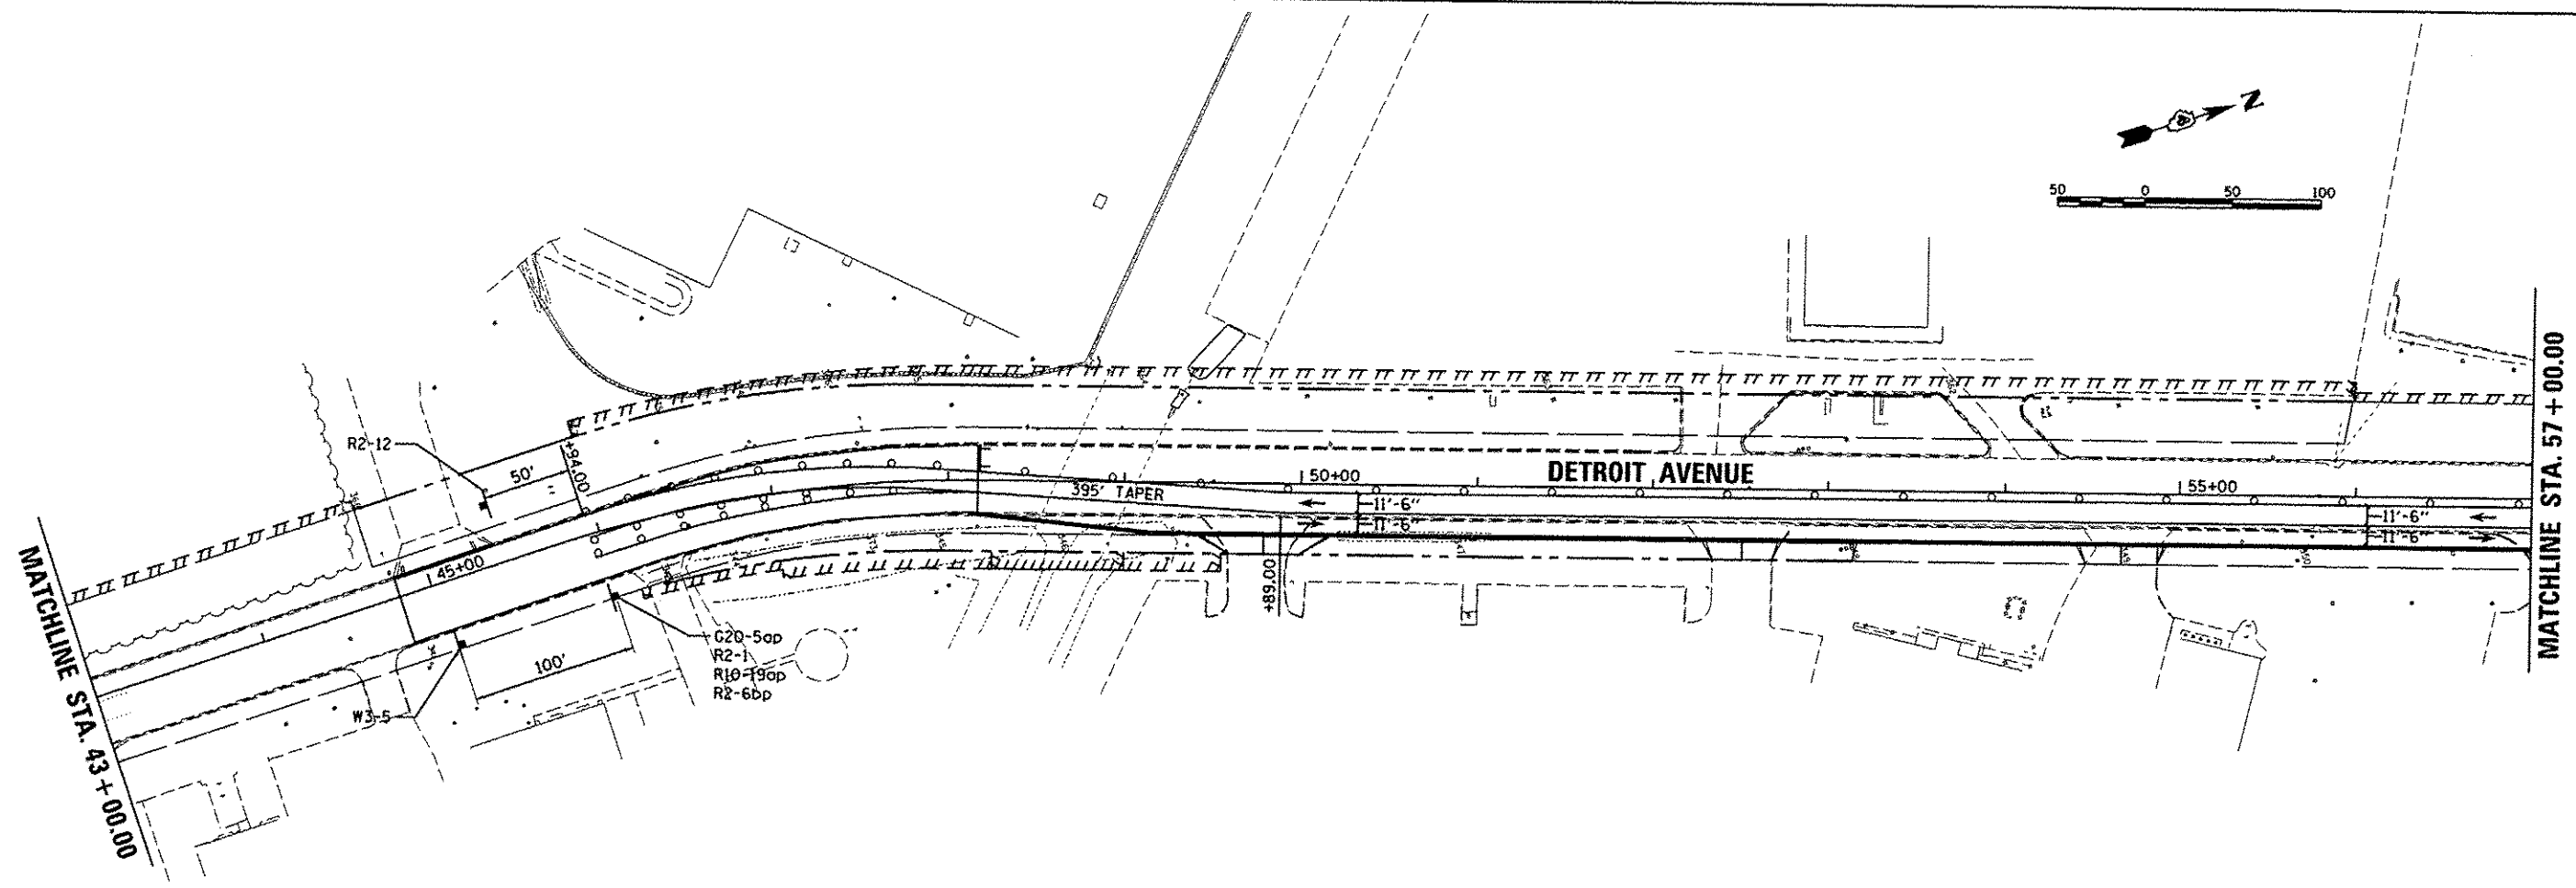 N
50 0 50 100
R2-12
50'
+94.00
45+00
395' TAPER
50+00
DETROIT AVENUE
55+00
11'-6"
11'-6"
11'-6"
11'-6"
+89.00
100'
W3-5
G20-5ap
R2-1
R10-19ap
R2-6bp
MATCHLINE STA. 43+00.00
MATCHLINE STA. 57+00.00